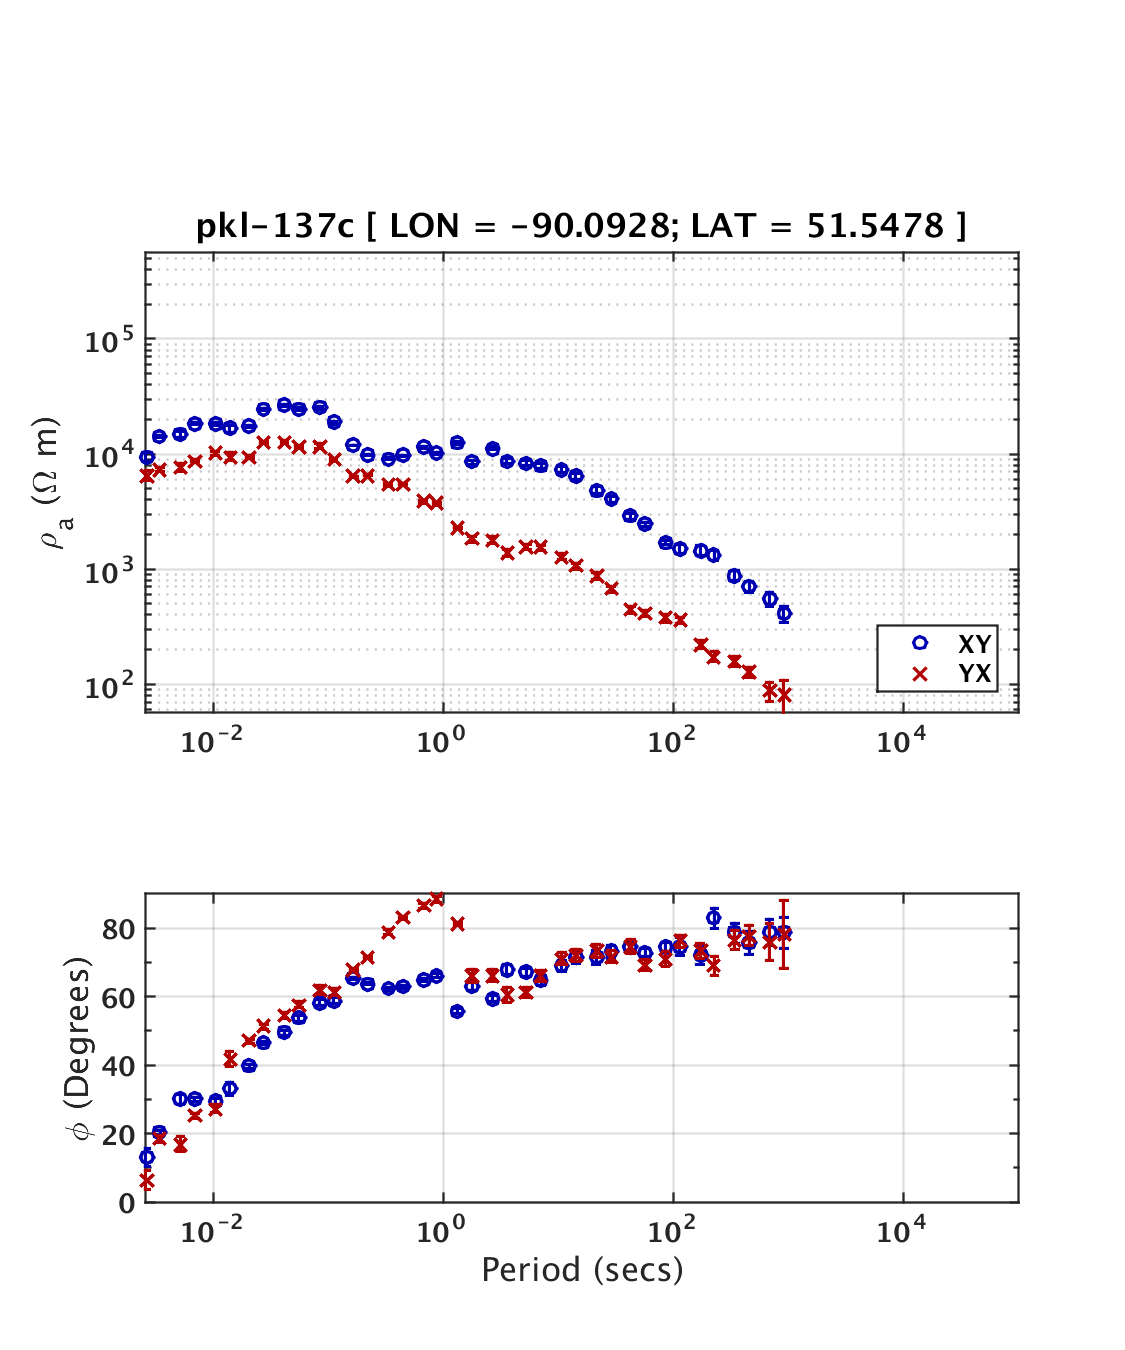 pkl-137c [ LON = -90.0928; LAT = 51.5478 ]
ρa (Ω m)
10^5
10^4
10^3
10^2
XY
YX
10^-2 10^0 10^2 10^4
ϕ (Degrees)
80
60
40
20
0
10^-2 10^0 10^2 10^4
Period (secs)